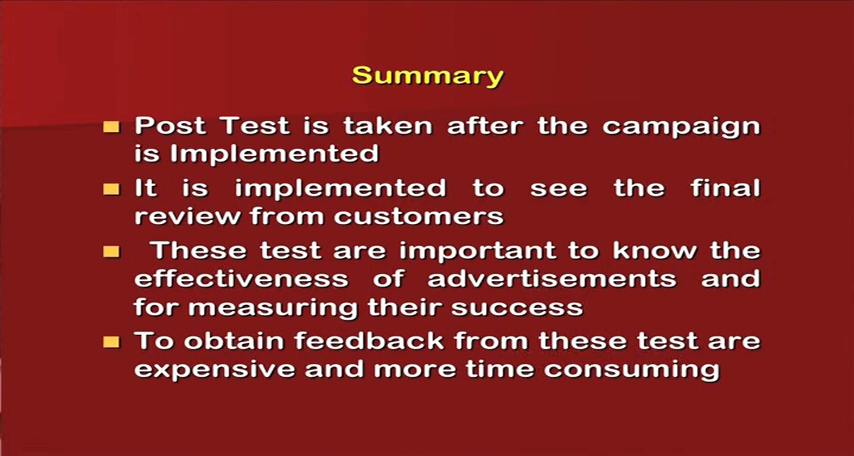 Summary
Post Test is taken after the campaign
is Implemented
It is implemented to see the final
review from customers
These test are important to know the
effectiveness of advertisements and
for measuring their success
To obtain feedback from these test are
expensive and more time consuming